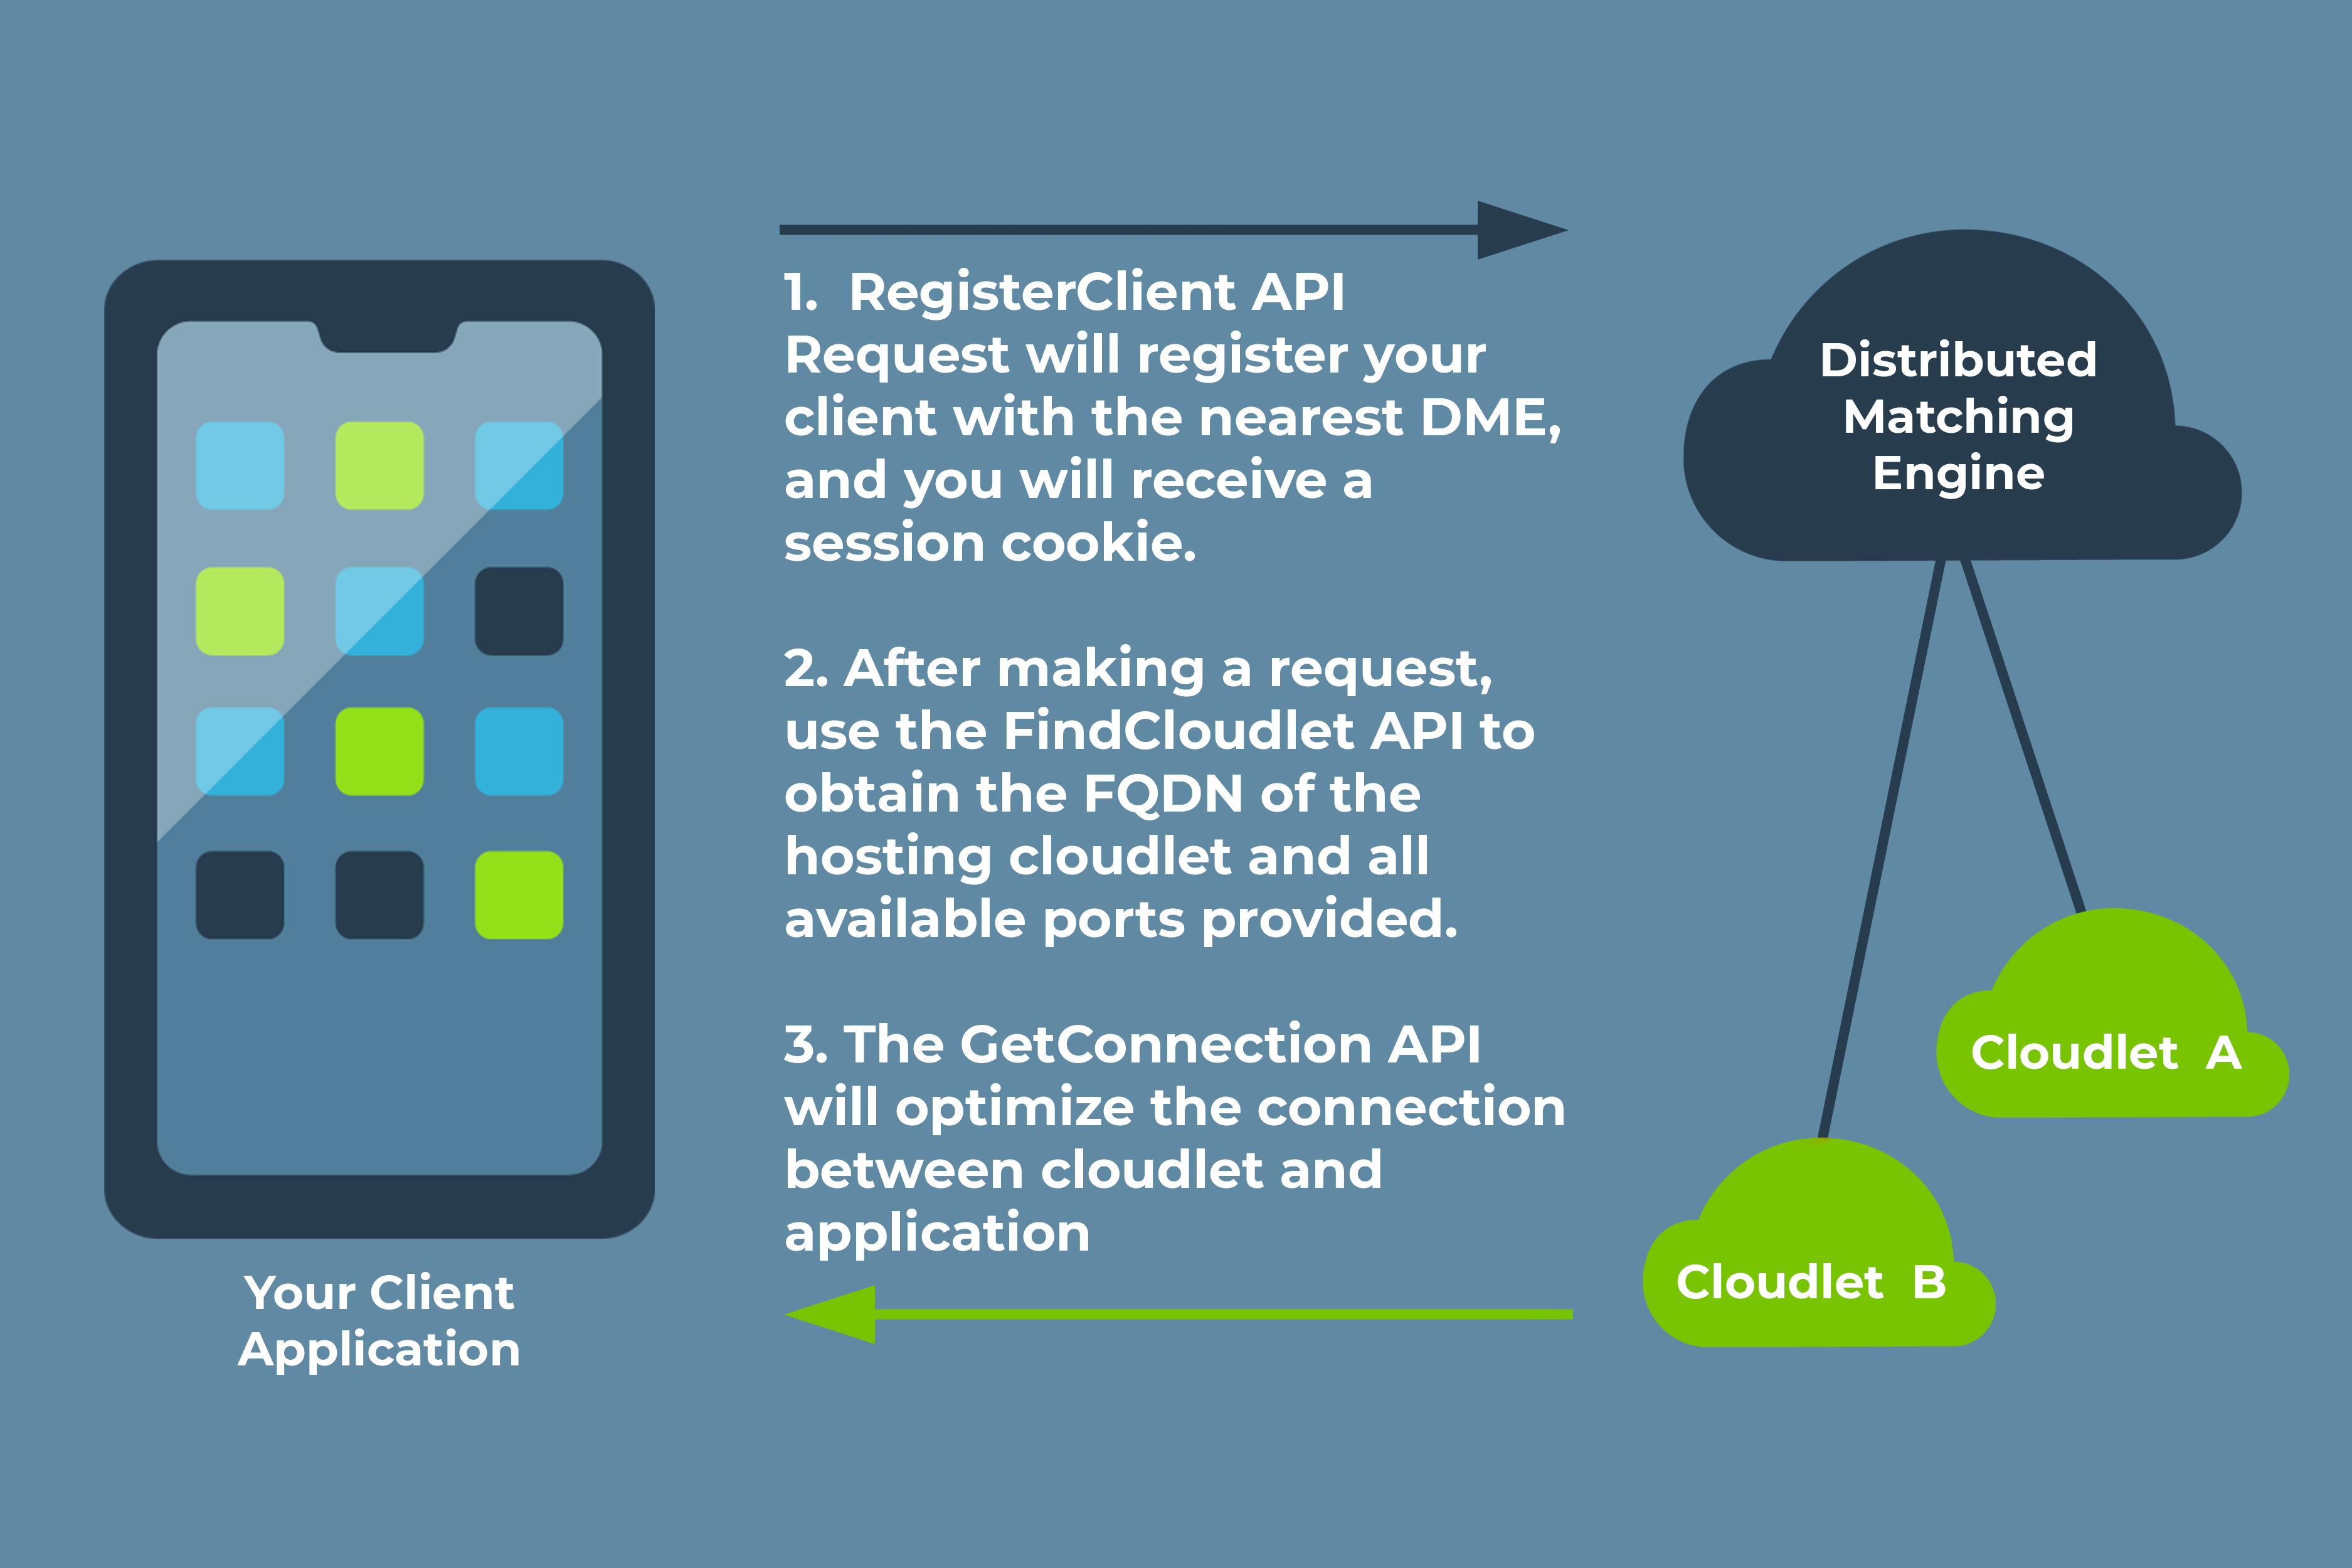 1.  RegisterClient API
Request will register your
client with the nearest DME,
and you will receive a
session cookie.
2. After making a request,
use the FindCloudlet API to
obtain the FQDN of the
hosting cloudlet and all
available ports provided.
3. The GetConnection API
will optimize the connection
between cloudlet and
application
Your Client
Application
Distributed
Matching
Engine
Cloudlet  A
Cloudlet  B